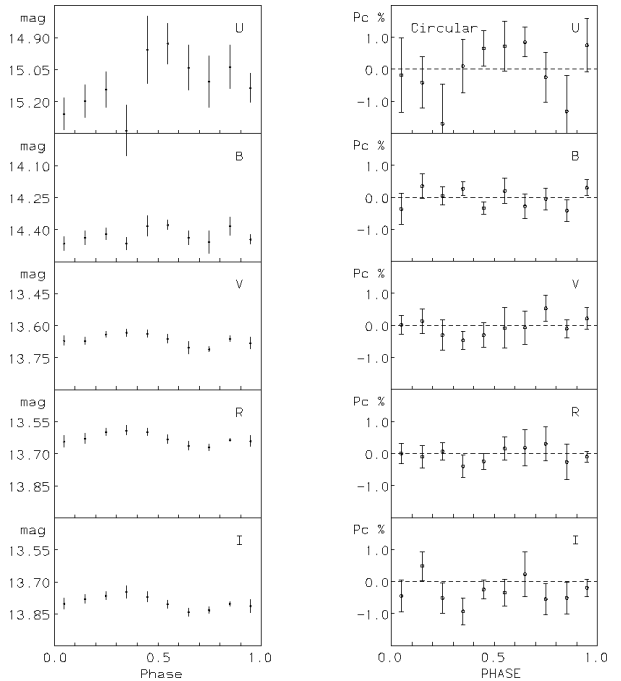 mag
U
14.90
15.05
15.20
mag
B
14.10
14.25
14.40
mag
V
13.45
13.60
13.75
mag
R
13.55
13.70
13.85
mag
I
13.55
13.70
13.85
0.0 0.5 1.0
Phase
Pc % Circular U
1.0
0.0
-1.0
Pc %
B
1.0
0.0
-1.0
Pc %
V
1.0
0.0
-1.0
Pc %
R
1.0
0.0
-1.0
Pc %
I
1.0
0.0
-1.0
0.0 0.5 1.0
PHASE